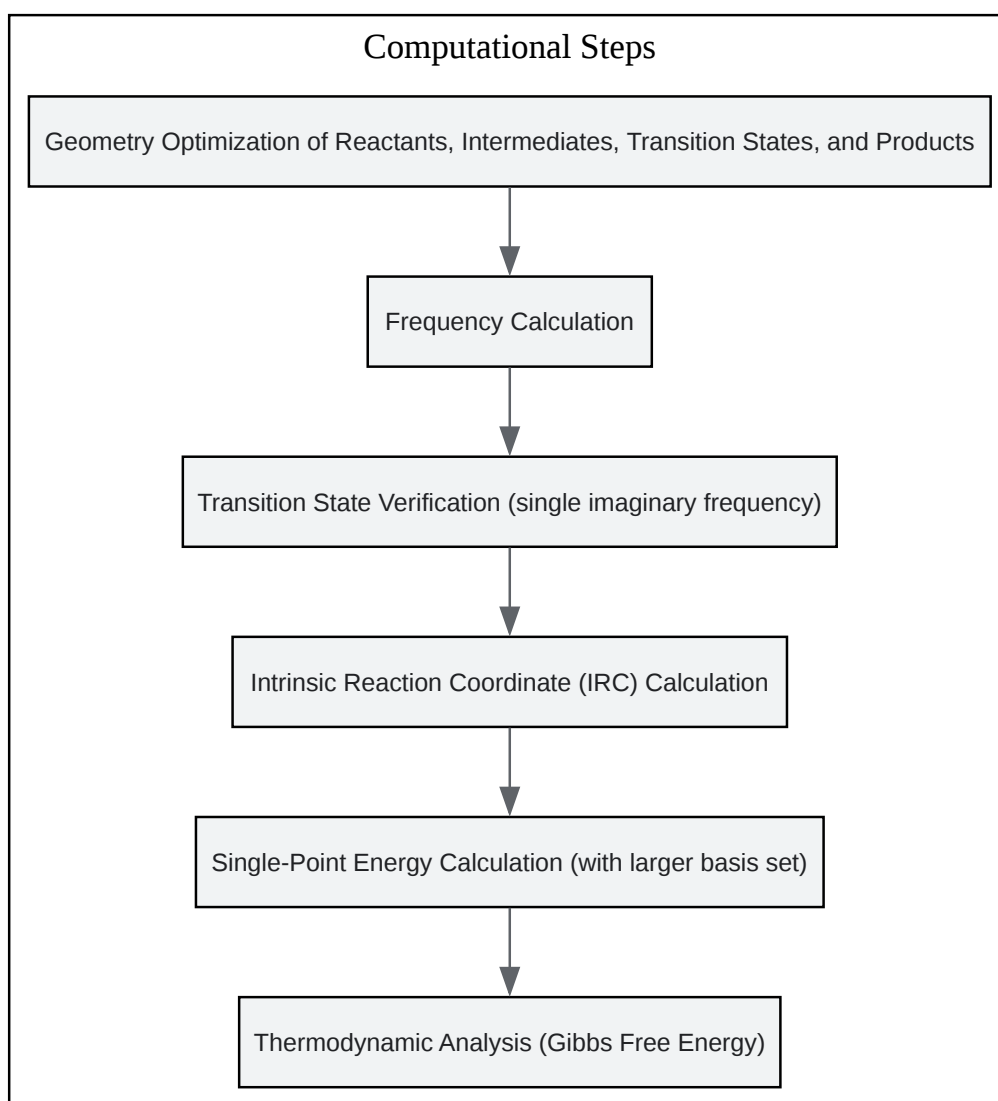 Computational Steps
Geometry Optimization of Reactants, Intermediates, Transition States, and Products
Frequency Calculation
Transition State Verification (single imaginary frequency)
Intrinsic Reaction Coordinate (IRC) Calculation
Single-Point Energy Calculation (with larger basis set)
Thermodynamic Analysis (Gibbs Free Energy)